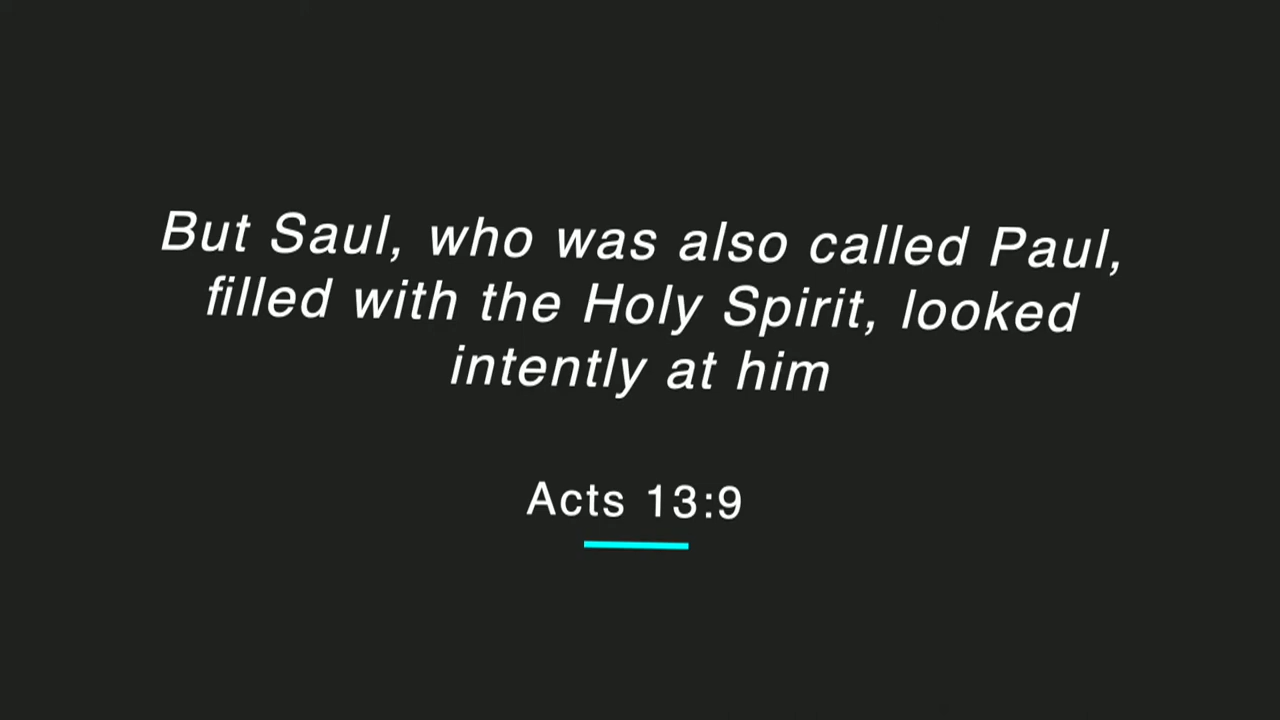 But Saul, who was also called Paul,
filled with the Holy Spirit, looked
intently at him
Acts 13:9